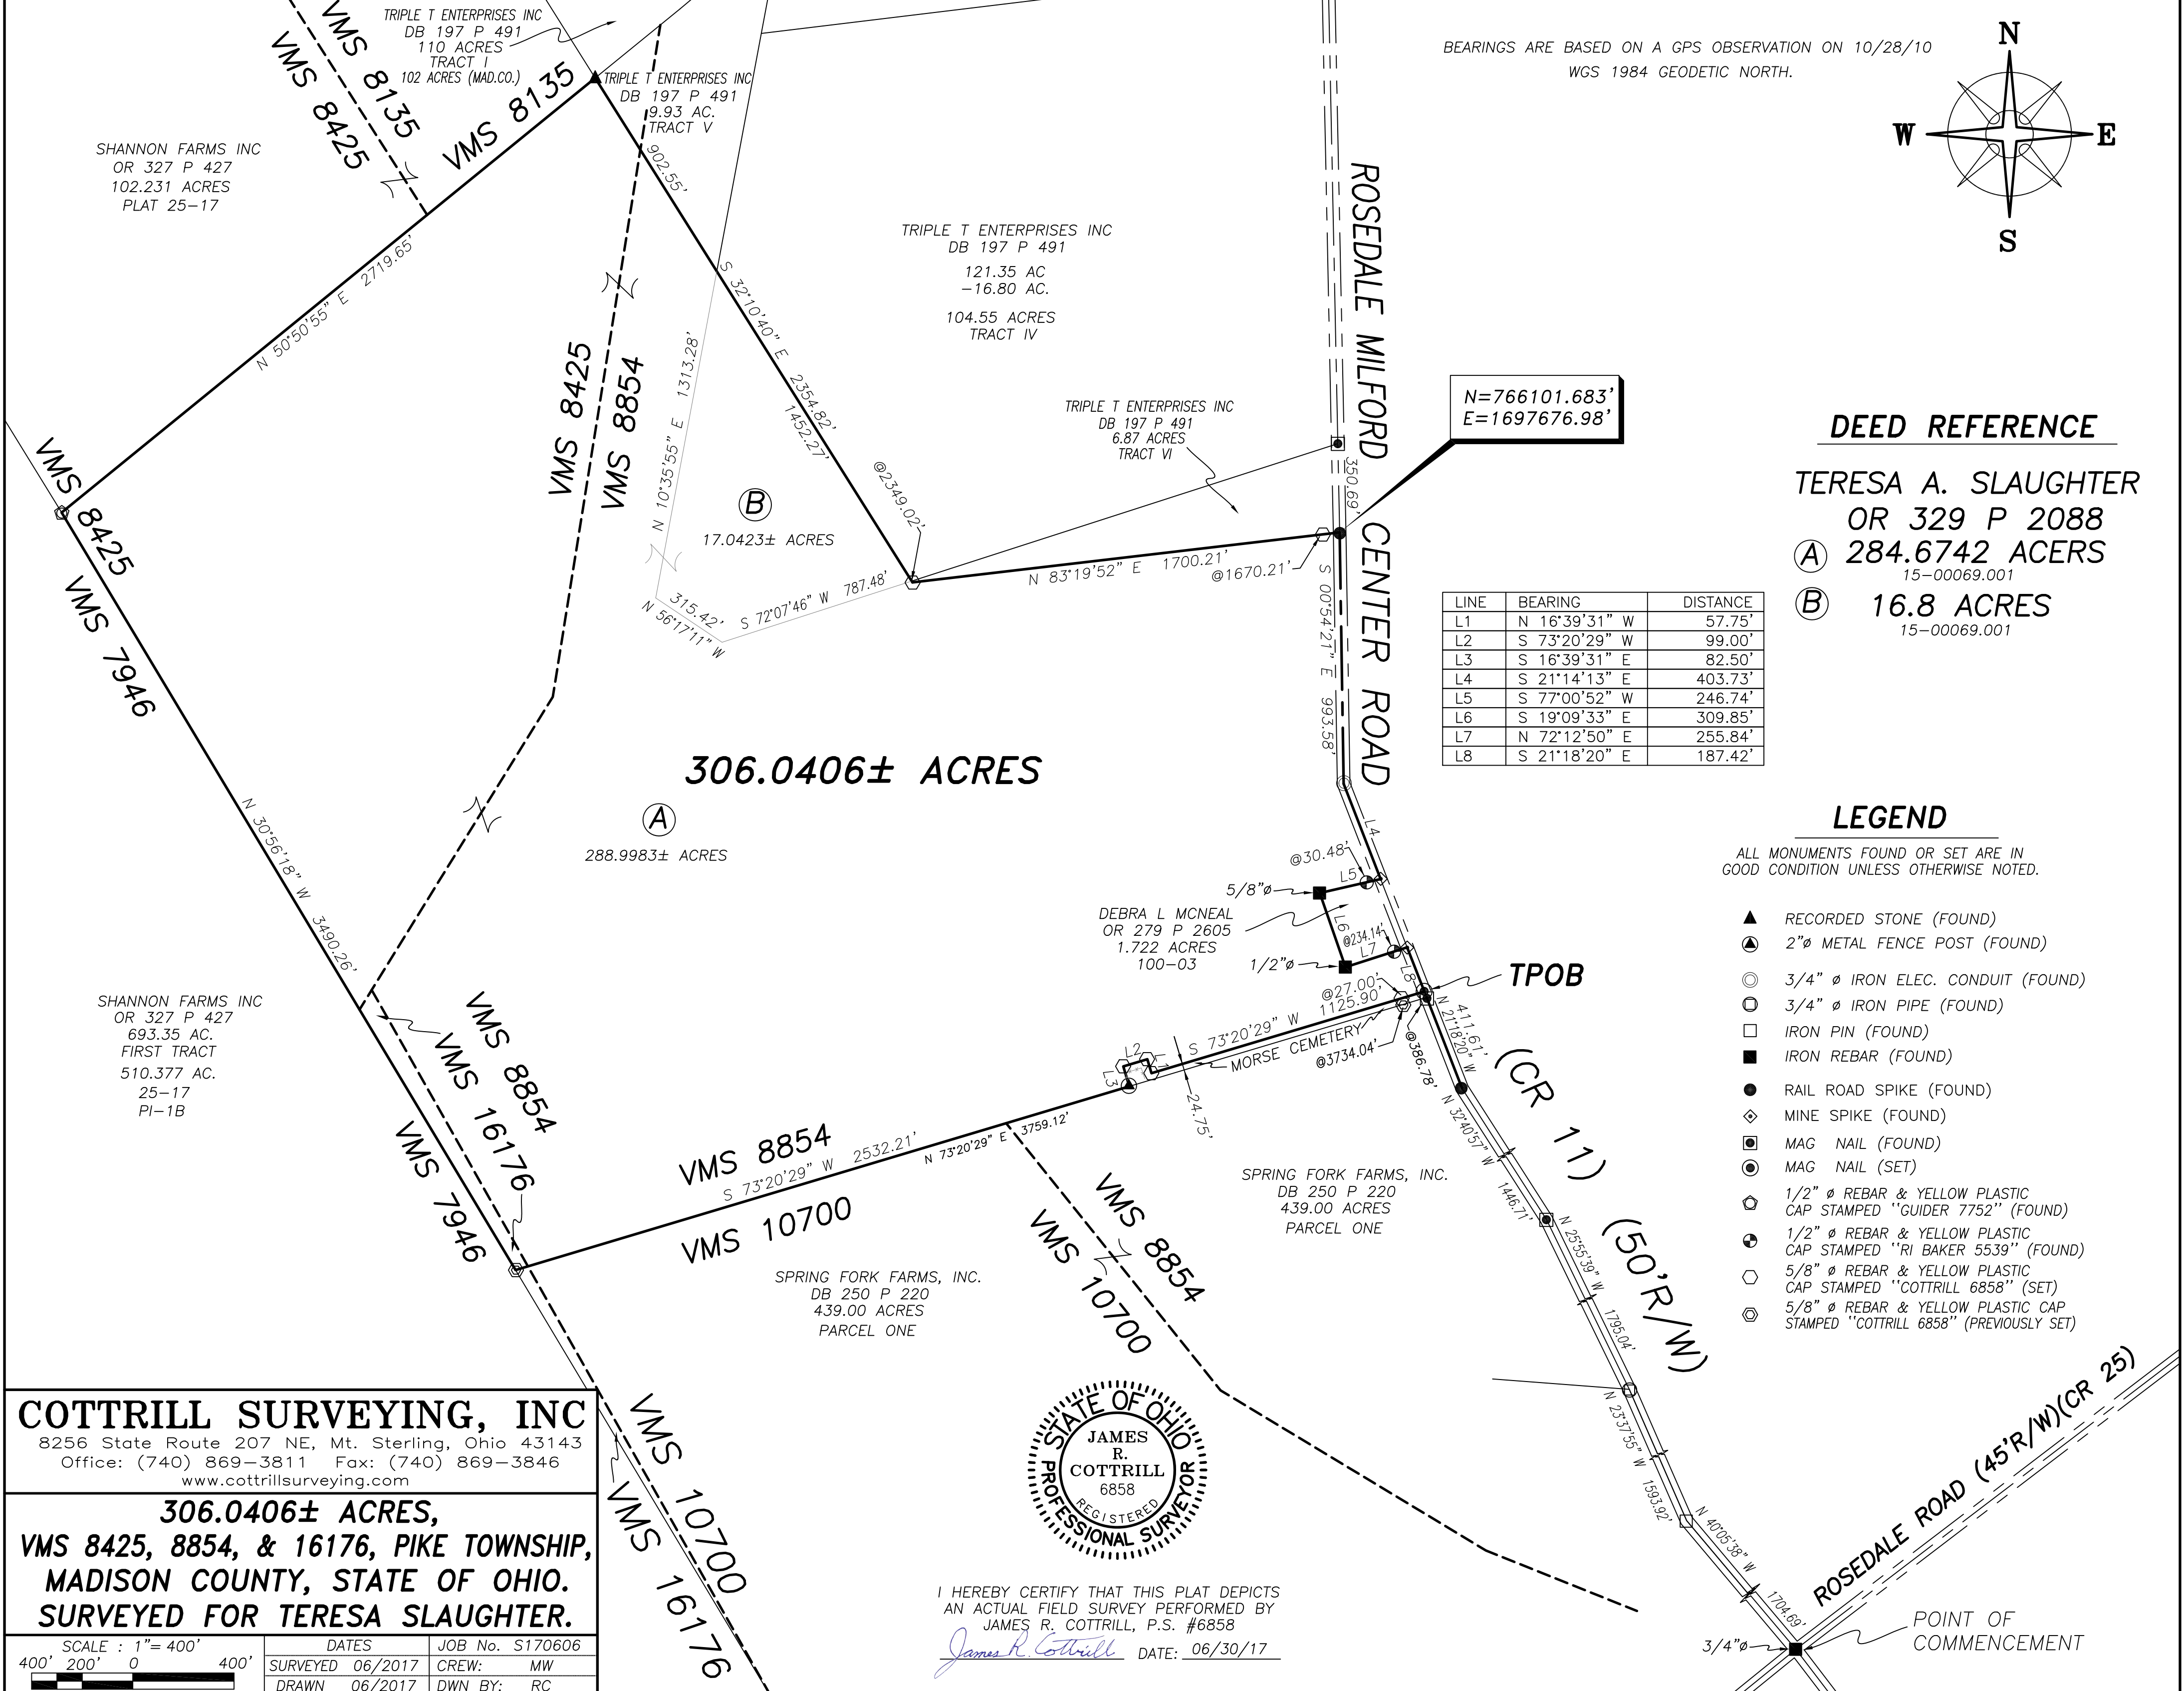 TRIPLE T ENTERPRISES INC
DB 197 P 491
110 ACRES
TRACT I
102 ACRES (MAD.CO.)
VMS 8135
VMS 8425
VMS 8135
TRIPLE T ENTERPRISES INC
DB 197 P 491
9.93 AC.
TRACT V
BEARINGS ARE BASED ON A GPS OBSERVATION ON 10/28/10
WGS 1984 GEODETIC NORTH.
N
W
E
S
SHANNON FARMS INC
OR 327 P 427
102.231 ACRES
PLAT 25-17
N 50°50'55" E 2719.65'
902.55'
S 32°10'40" E 2354.82'
1452.27'
TRIPLE T ENTERPRISES INC
DB 197 P 491
121.35 AC
-16.80 AC.
104.55 ACRES
TRACT IV
ROSEDALE MILFORD CENTER ROAD
VMS 8425
VMS 8854
N 10°35'55" E 1313.28'
B
17.0423± ACRES
@2349.02'
315.42'
N 56°17'11" W
S 72°07'46" W 787.48'
TRIPLE T ENTERPRISES INC
DB 197 P 491
6.87 ACRES
TRACT VI
N=766101.683'
E=1697676.98'
350.69'
N 83°19'52" E 1700.21'
@1670.21'
S 00°54'21" E 993.58'
DEED REFERENCE
TERESA A. SLAUGHTER
OR 329 P 2088
A 284.6742 ACERS
15-00069.001
B 16.8 ACRES
15-00069.001
LINE BEARING DISTANCE
L1 N 16°39'31" W 57.75'
L2 S 73°20'29" W 99.00'
L3 S 16°39'31" E 82.50'
L4 S 21°14'13" E 403.73'
L5 S 77°00'52" W 246.74'
L6 S 19°09'33" E 309.85'
L7 N 72°12'50" E 255.84'
L8 S 21°18'20" E 187.42'
VMS 8425
VMS 7946
306.0406± ACRES
A
288.9983± ACRES
N 30°56'18" W 3490.26'
LEGEND
ALL MONUMENTS FOUND OR SET ARE IN
GOOD CONDITION UNLESS OTHERWISE NOTED.
RECORDED STONE (FOUND)
2"ø METAL FENCE POST (FOUND)
3/4" ø IRON ELEC. CONDUIT (FOUND)
3/4" ø IRON PIPE (FOUND)
IRON PIN (FOUND)
IRON REBAR (FOUND)
RAIL ROAD SPIKE (FOUND)
MINE SPIKE (FOUND)
MAG NAIL (FOUND)
MAG NAIL (SET)
1/2" ø REBAR & YELLOW PLASTIC
CAP STAMPED "GUIDER 7752" (FOUND)
1/2" ø REBAR & YELLOW PLASTIC
CAP STAMPED "RI BAKER 5539" (FOUND)
5/8" ø REBAR & YELLOW PLASTIC
CAP STAMPED "COTTRILL 6858" (SET)
5/8" ø REBAR & YELLOW PLASTIC CAP
STAMPED "COTTRILL 6858" (PREVIOUSLY SET)
L4
@30.48'
L5
5/8"ø
DEBRA L MCNEAL
OR 279 P 2605
1.722 ACRES
100-03
L6
@234.14'
L7
1/2"ø
L8
TPOB
@27.00'
1125.90'
S 73°20'29" W
MORSE CEMETERY
@3734.04'
@386.78'
411.61'
N 21°18'20" W
L2
L1
L3
24.75'
SHANNON FARMS INC
OR 327 P 427
693.35 AC.
FIRST TRACT
510.377 AC.
25-17
PI-1B
VMS 8854
VMS 16176
VMS 7946
VMS 8854
S 73°20'29" W 2532.21'
N 73°20'29" E 3759.12'
VMS 10700
VMS 8854
VMS 10700
SPRING FORK FARMS, INC.
DB 250 P 220
439.00 ACRES
PARCEL ONE
SPRING FORK FARMS, INC.
DB 250 P 220
439.00 ACRES
PARCEL ONE
(CR 11) (50'R/W)
N 32°40'57" W
1446.71'
N 25°55'39" W
1795.04'
N 23°37'55" W
1593.92'
N 40°05'38" W
1704.69'
ROSEDALE ROAD (45'R/W)(CR 25)
3/4"ø
POINT OF
COMMENCEMENT
VMS 10700
VMS 16176
COTTRILL SURVEYING, INC
8256 State Route 207 NE, Mt. Sterling, Ohio 43143
Office: (740) 869-3811 Fax: (740) 869-3846
www.cottrillsurveying.com
306.0406± ACRES,
VMS 8425, 8854, & 16176, PIKE TOWNSHIP,
MADISON COUNTY, STATE OF OHIO.
SURVEYED FOR TERESA SLAUGHTER.
SCALE : 1"= 400'
400' 200' 0 400'
DATES
SURVEYED 06/2017
DRAWN 06/2017
JOB No. S170606
CREW: MW
DWN BY: RC
STATE OF OHIO
JAMES
R.
COTTRILL
6858
REGISTERED
PROFESSIONAL SURVEYOR
I HEREBY CERTIFY THAT THIS PLAT DEPICTS
AN ACTUAL FIELD SURVEY PERFORMED BY
JAMES R. COTTRILL, P.S. #6858
James R. Cottrill DATE: 06/30/17